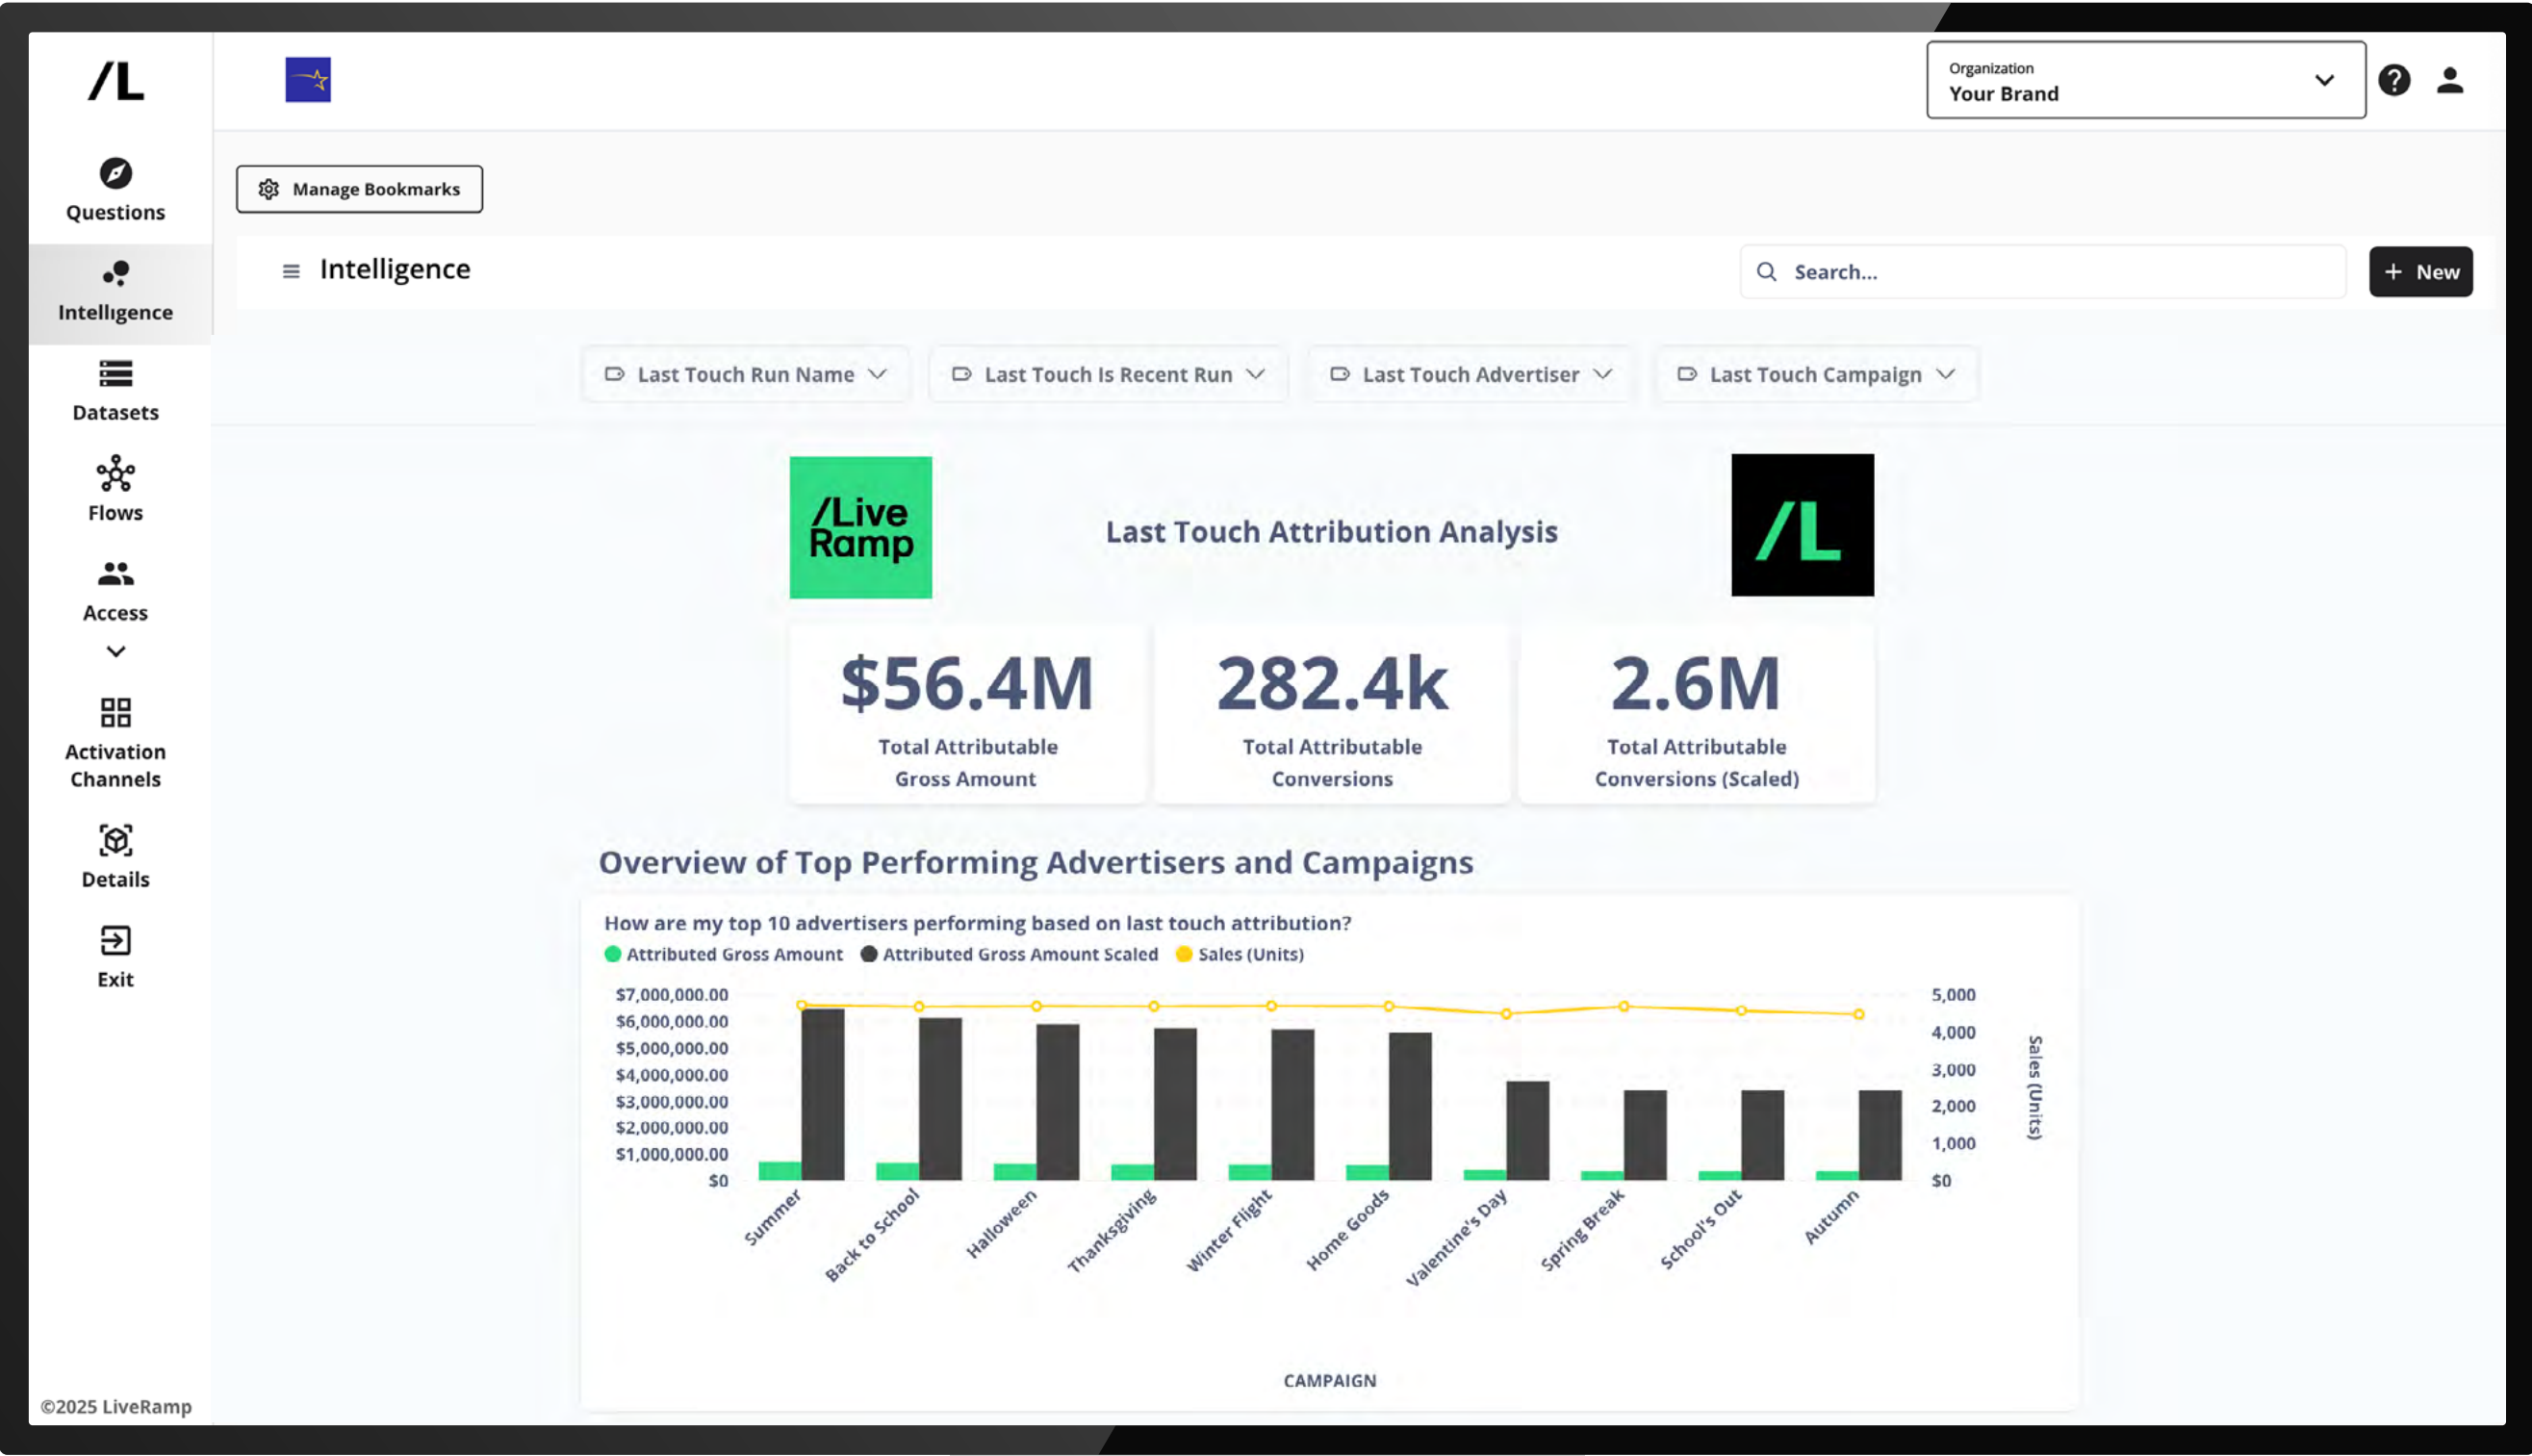 /L
Organization
Your Brand
Questions
Manage Bookmarks
Intelligence
Intelligence
Search...
+ New
Datasets
Last Touch Run Name
Last Touch Is Recent Run
Last Touch Advertiser
Last Touch Campaign
Flows
/Live
Ramp
Last Touch Attribution Analysis
/L
Access
$56.4M
282.4k
2.6M
Total Attributable
Gross Amount
Total Attributable
Conversions
Total Attributable
Conversions (Scaled)
Activation
Channels
Details
Exit
Overview of Top Performing Advertisers and Campaigns
How are my top 10 advertisers performing based on last touch attribution?
Attributed Gross Amount
Attributed Gross Amount Scaled
Sales (Units)
$7,000,000.00
$6,000,000.00
$5,000,000.00
$4,000,000.00
$3,000,000.00
$2,000,000.00
$1,000,000.00
$0
5,000
4,000
3,000
2,000
1,000
$0
Sales (Units)
Summer
Back to School
Halloween
Thanksgiving
Winter Flight
Home Goods
Valentine's Day
Spring Break
School's Out
Autumn
CAMPAIGN
©2025 LiveRamp